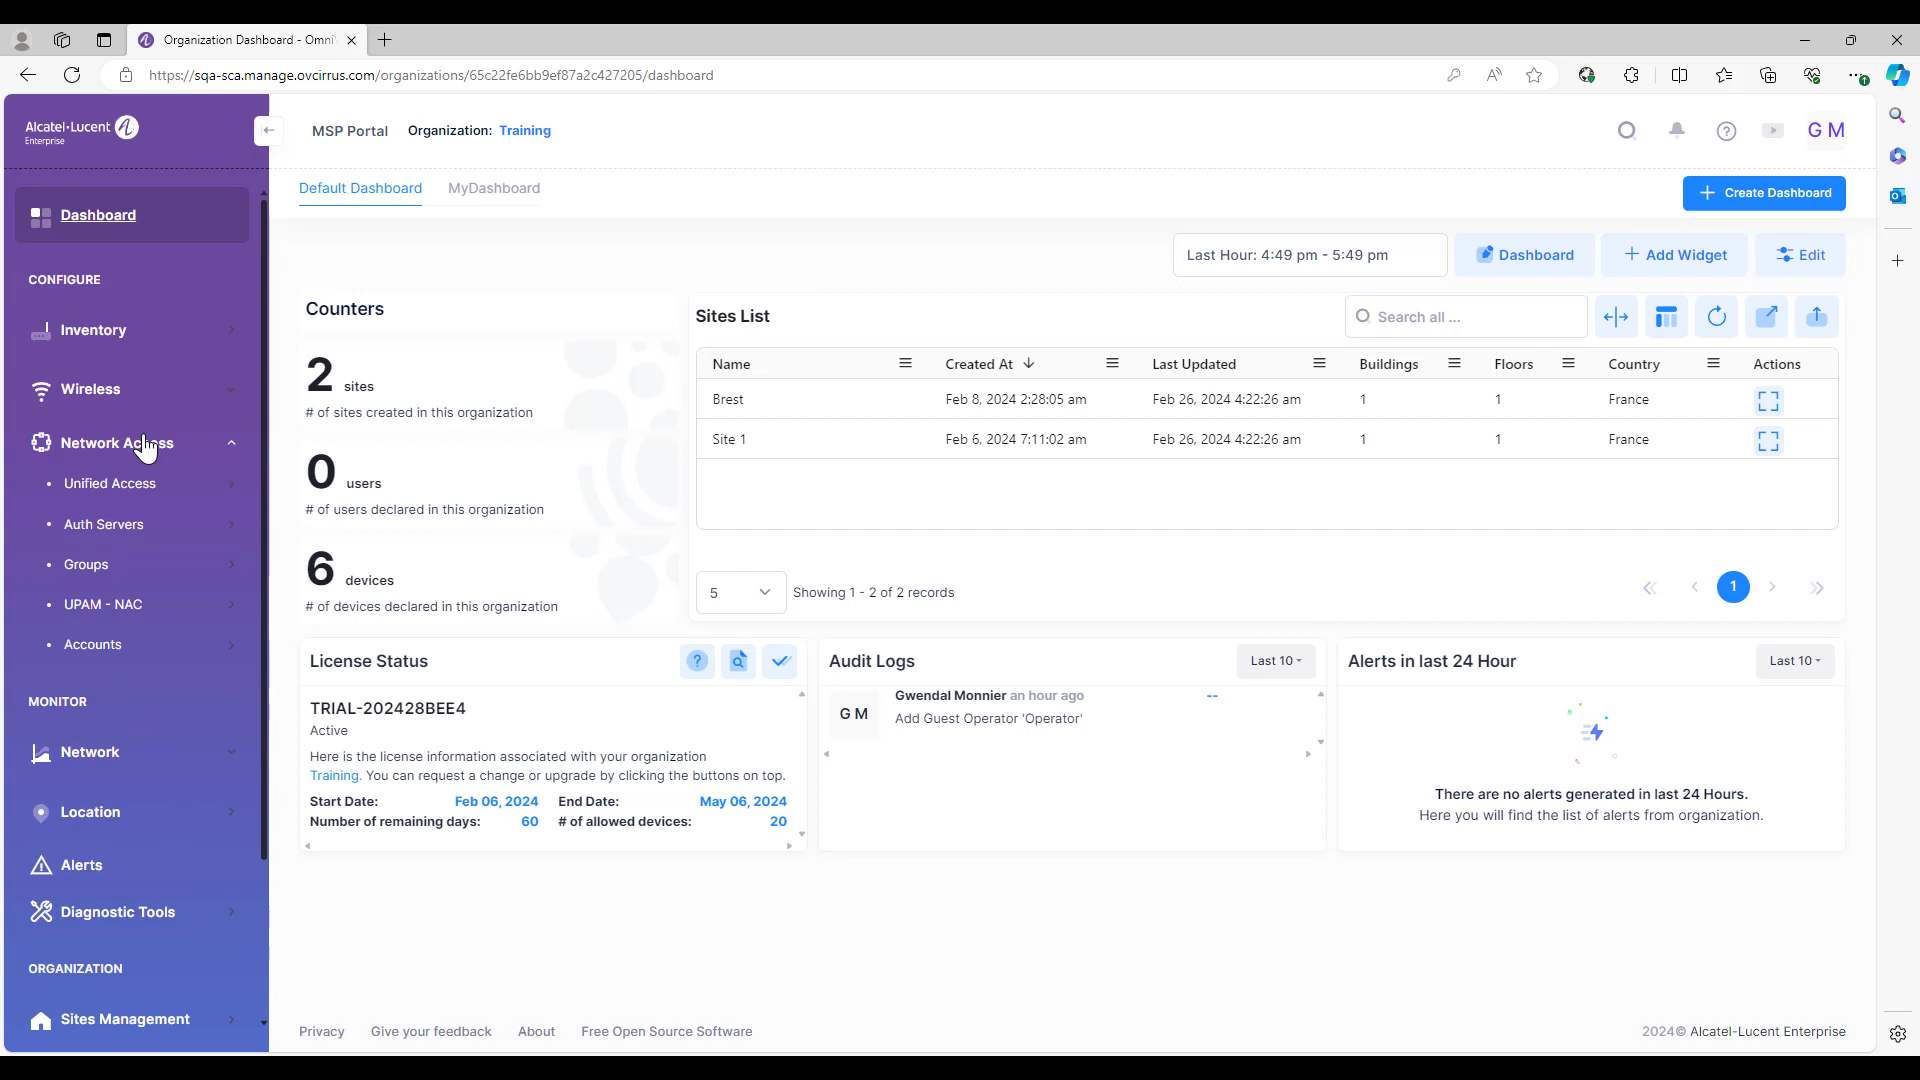 Organization Dashboard - Omni
https://sqa-sca.manage.ovcirrus.com/organizations/65c22fe6bb9ef87a2c427205/dashboard
Alcatel·Lucent
Enterprise
MSP Portal
Organization: Training
G M
Default Dashboard
MyDashboard
Create Dashboard
Last Hour: 4:49 pm - 5:49 pm
Dashboard
Add Widget
Edit
Dashboard
CONFIGURE
Inventory
Wireless
Network Access
Unified Access
Auth Servers
Groups
UPAM - NAC
Accounts
MONITOR
Network
Location
Alerts
Diagnostic Tools
ORGANIZATION
Sites Management
Counters
2 sites
# of sites created in this organization
0 users
# of users declared in this organization
6 devices
# of devices declared in this organization
Sites List
Search all ...
Name Created At Last Updated Buildings Floors Country Actions
Brest Feb 8, 2024 2:28:05 am Feb 26, 2024 4:22:26 am 1 1 France
Site 1 Feb 6, 2024 7:11:02 am Feb 26, 2024 4:22:26 am 1 1 France
5
Showing 1 - 2 of 2 records
1
License Status
TRIAL-202428BEE4
Active
Here is the license information associated with your organization
Training. You can request a change or upgrade by clicking the buttons on top.
Start Date: Feb 06, 2024 End Date: May 06, 2024
Number of remaining days: 60 # of allowed devices: 20
Audit Logs
Last 10
G M
Gwendal Monnier an hour ago --
Add Guest Operator 'Operator'
Alerts in last 24 Hour
Last 10
There are no alerts generated in last 24 Hours.
Here you will find the list of alerts from organization.
Privacy
Give your feedback
About
Free Open Source Software
2024© Alcatel-Lucent Enterprise